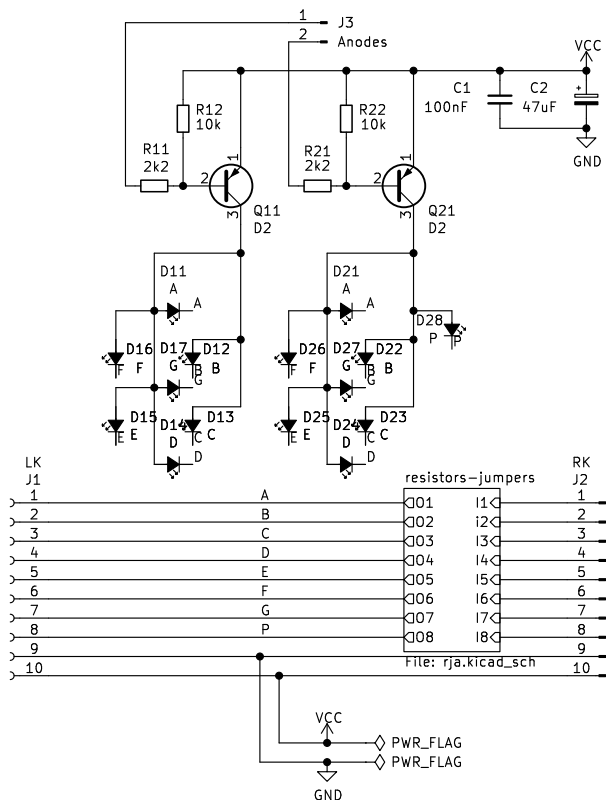 1 J3
2 Anodes
VCC
R12
10k
R22
10k
C1
100nF
C2
47uF
+
GND
R11
2k2
R21
2k2
1
2
3
Q11
D2
1
2
3
Q21
D2
D11
A
A
D21
A
A
D28
P
P
D16
F
F
D17
G
G
D12
B
B
D26
F
F
D27
G
G
D22
B
B
D15
E
E
D14
D
D
D13
C
C
D25
E
E
D24
D
D
D23
C
C
LK
J1
resistors-jumpers
RK
J2
1 A O1 I1 1
2 B O2 i2 2
3 C O3 I3 3
4 D O4 I4 4
5 E O5 I5 5
6 F O6 I6 6
7 G O7 I7 7
8 P O8 I8 8
9 9
File: rja.kicad_sch
10 10
VCC
PWR_FLAG
PWR_FLAG
GND